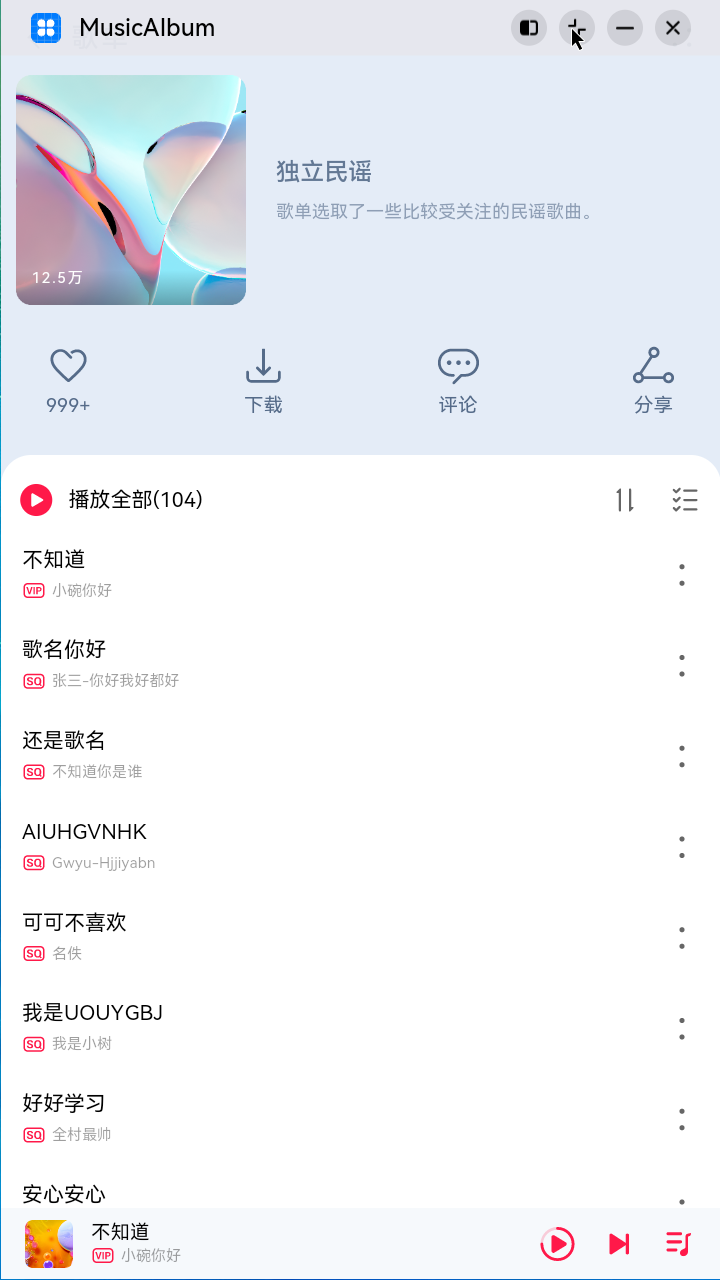 MusicAlbum
独立民谣
歌单选取了一些比较受关注的民谣歌曲。
12.5万
999+
下载
评论
分享
播放全部(104)
不知道
VIP 小碗你好
歌名你好
SQ 张三-你好我好都好
还是歌名
SQ 不知道你是谁
AIUHGVNHK
SQ Gwyu-Hjjiyabn
可可不喜欢
SQ 名佚
我是UOUYGBJ
SQ 我是小树
好好学习
SQ 全村最帅
安心安心
不知道
VIP 小碗你好